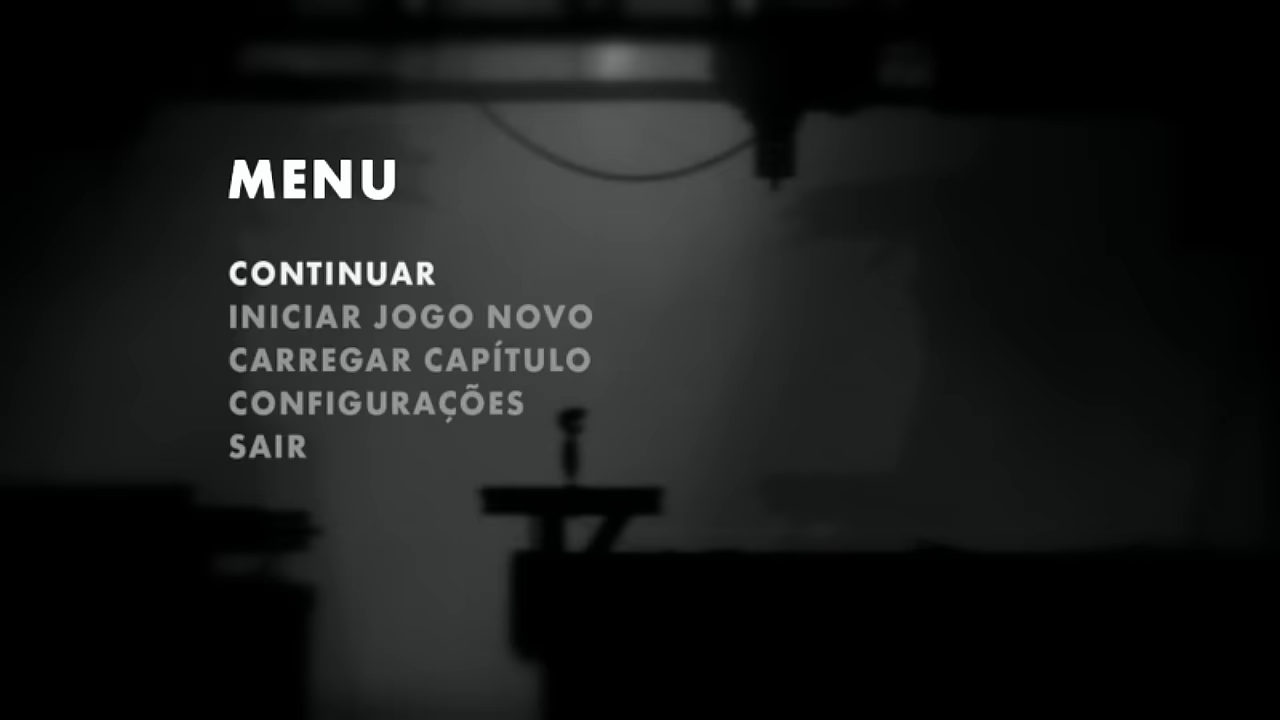 MENU
CONTINUAR
INICIAR JOGO NOVO
CARREGAR CAPÍTULO
CONFIGURAÇÕES
SAIR